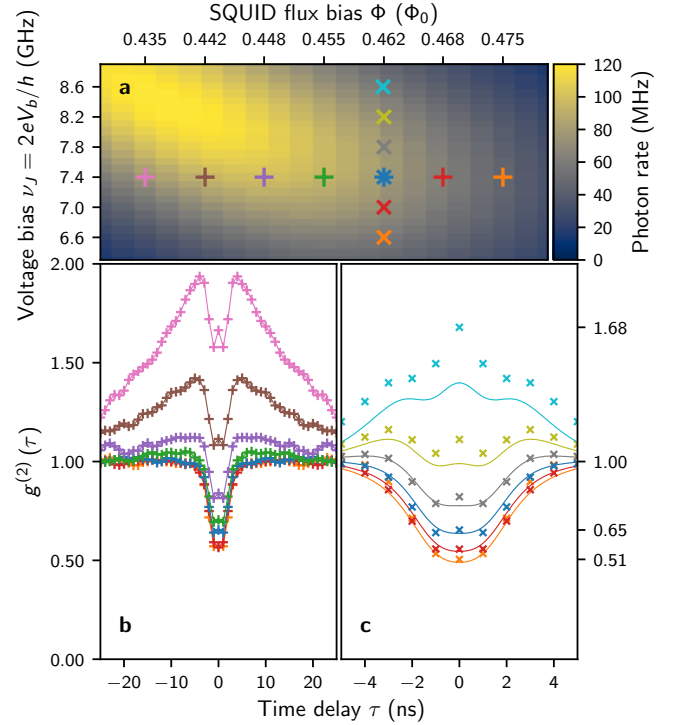 SQUID flux bias Φ (Φ₀)
0.435 0.442 0.448 0.455 0.462 0.468 0.475
Voltage bias ν_J = 2eV_b/h (GHz)
8.6
8.2
7.8
7.4
7.0
6.6
a
120
100
80
60
40
20
0
Photon rate (MHz)
g⁽²⁾ (τ)
2.00
1.50
1.00
0.50
0.00
b
−20 −10 0 10 20
c
1.68
1.00
0.65
0.51
−4 −2 0 2 4
Time delay τ (ns)